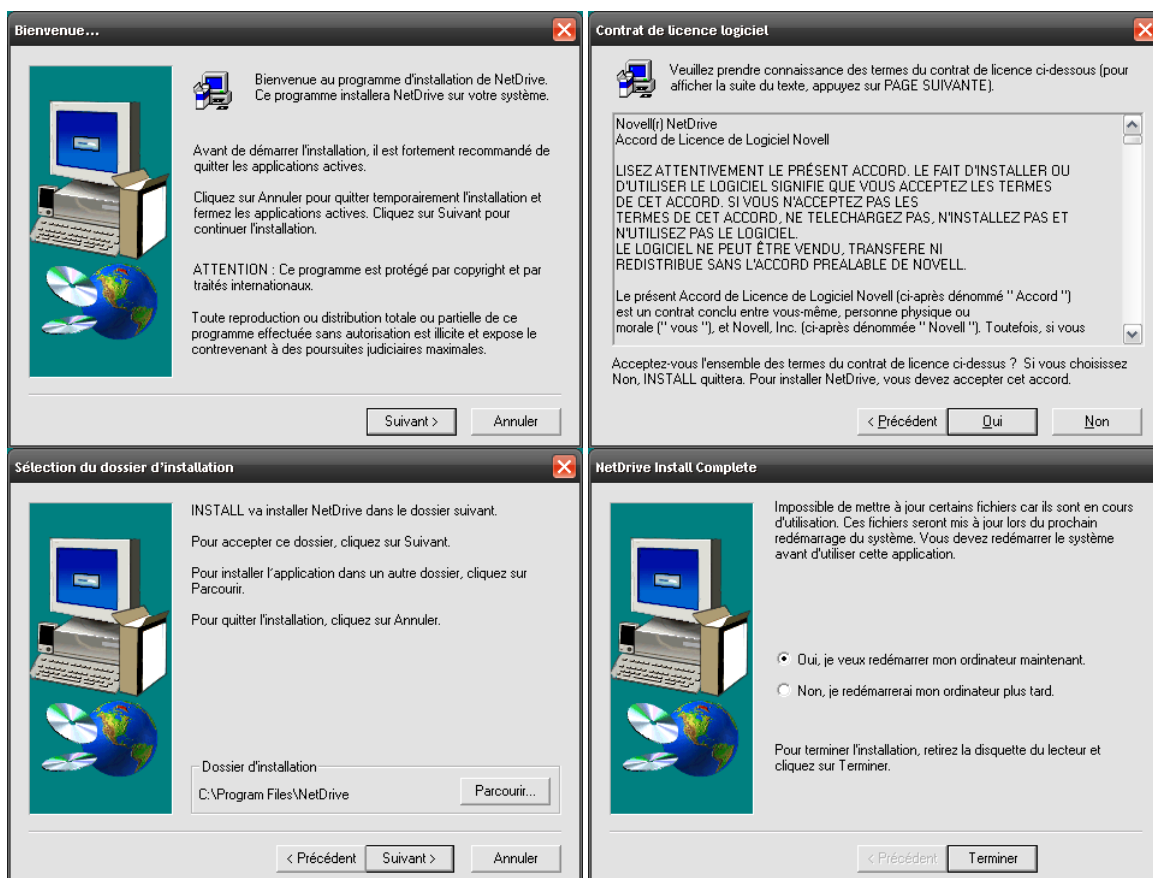 Bienvenue...
Bienvenue au programme d'installation de NetDrive.
Ce programme installera NetDrive sur votre système.
Avant de démarrer l'installation, il est fortement recommandé de
quitter les applications actives.
Cliquez sur Annuler pour quitter temporairement l'installation et
fermez les applications actives. Cliquez sur Suivant pour
continuer l'installation.
ATTENTION : Ce programme est protégé par copyright et par
traités internationaux.
Toute reproduction ou distribution totale ou partielle de ce
programme effectuée sans autorisation est illicite et expose le
contrevenant à des poursuites judiciaires maximales.
Suivant >
Annuler
Contrat de licence logiciel
Veuillez prendre connaissance des termes du contrat de licence ci-dessous (pour
afficher la suite du texte, appuyez sur PAGE SUIVANTE).
Novell(r) NetDrive
Accord de Licence de Logiciel Novell
LISEZ ATTENTIVEMENT LE PRÉSENT ACCORD. LE FAIT D'INSTALLER OU
D'UTILISER LE LOGICIEL SIGNIFIE QUE VOUS ACCEPTEZ LES TERMES
DE CET ACCORD. SI VOUS N'ACCEPTEZ PAS LES
TERMES DE CET ACCORD, NE TELECHARGEZ PAS, N'INSTALLEZ PAS ET
N'UTILISEZ PAS LE LOGICIEL.
LE LOGICIEL NE PEUT ÊTRE VENDU, TRANSFERE NI
REDISTRIBUE SANS L'ACCORD PREALABLE DE NOVELL.
Le présent Accord de Licence de Logiciel Novell (ci-après dénommé " Accord ")
est un contrat conclu entre vous-même, personne physique ou
morale (" vous "), et Novell, Inc. (ci-après dénommée " Novell "). Toutefois, si vous
Acceptez-vous l'ensemble des termes du contrat de licence ci-dessus ? Si vous choisissez
Non, INSTALL quittera. Pour installer NetDrive, vous devez accepter cet accord.
< Précédent
Oui
Non
Sélection du dossier d'installation
INSTALL va installer NetDrive dans le dossier suivant.
Pour accepter ce dossier, cliquez sur Suivant.
Pour installer l'application dans un autre dossier, cliquez sur
Parcourir.
Pour quitter l'installation, cliquez sur Annuler.
Dossier d'installation
C:\Program Files\NetDrive
Parcourir...
< Précédent
Suivant >
Annuler
NetDrive Install Complete
Impossible de mettre à jour certains fichiers car ils sont en cours
d'utilisation. Ces fichiers seront mis à jour lors du prochain
redémarrage du système. Vous devez redémarrer le système
avant d'utiliser cette application.
Oui, je veux redémarrer mon ordinateur maintenant.
Non, je redémarrerai mon ordinateur plus tard.
Pour terminer l'installation, retirez la disquette du lecteur et
cliquez sur Terminer.
< Précédent
Terminer